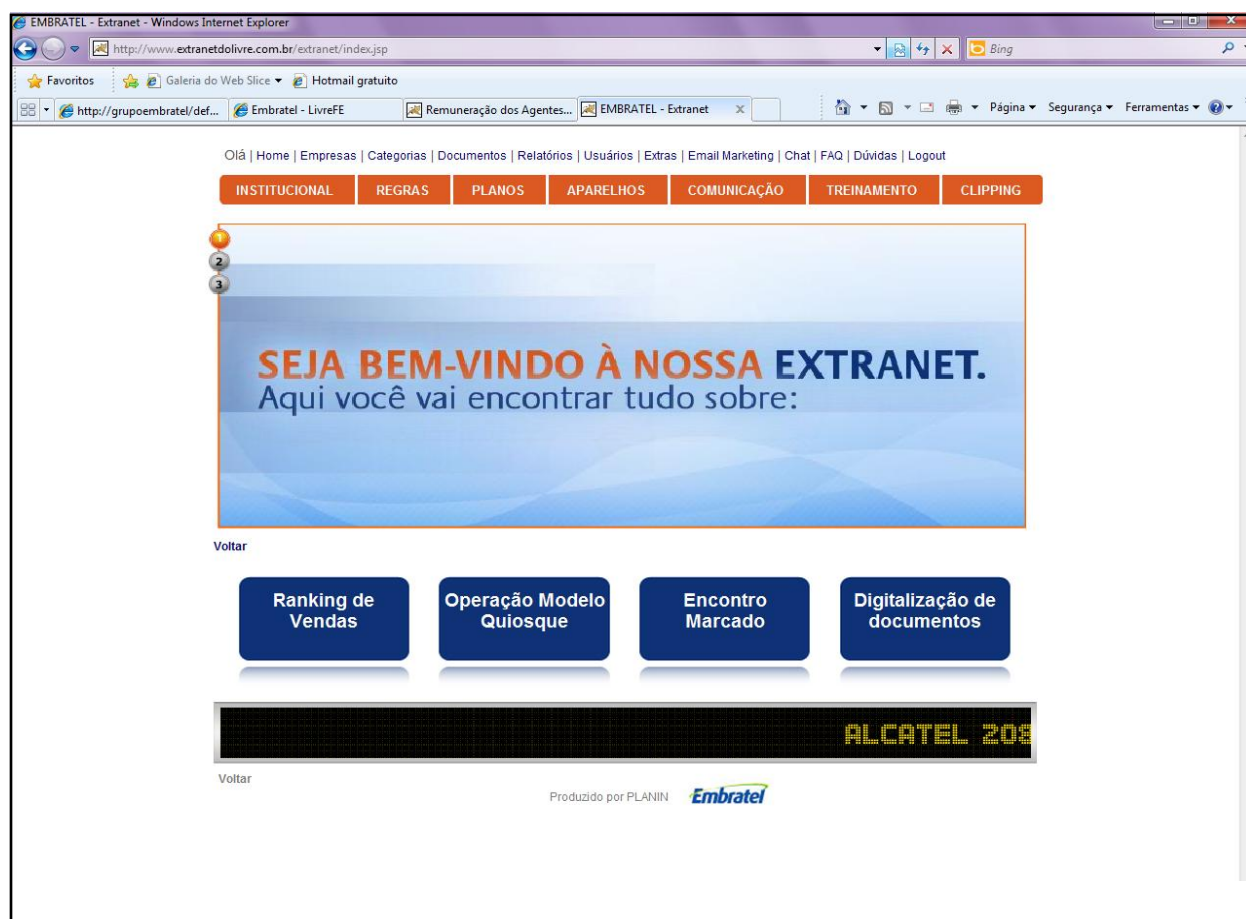 EMBRATEL - Extranet - Windows Internet Explorer
http://www.extranetdolivre.com.br/extranet/index.jsp
Bing
Favoritos
Galeria do Web Slice
Hotmail gratuito
http://grupoembratel/def...
Embratel - LivreFE
Remuneração dos Agentes...
EMBRATEL - Extranet
X
Página
Segurança
Ferramentas
Olá | Home | Empresas | Categorias | Documentos | Relatórios | Usuários | Extras | Email Marketing | Chat | FAQ | Dúvidas | Logout
INSTITUCIONAL
REGRAS
PLANOS
APARELHOS
COMUNICAÇÃO
TREINAMENTO
CLIPPING
1
2
3
SEJA BEM-VINDO À NOSSA EXTRANET.
Aqui você vai encontrar tudo sobre:
Voltar
Ranking de
Vendas
Operação Modelo
Quiosque
Encontro
Marcado
Digitalização de
documentos
ALCATEL 208
Voltar
Produzido por PLANIN
Embratel